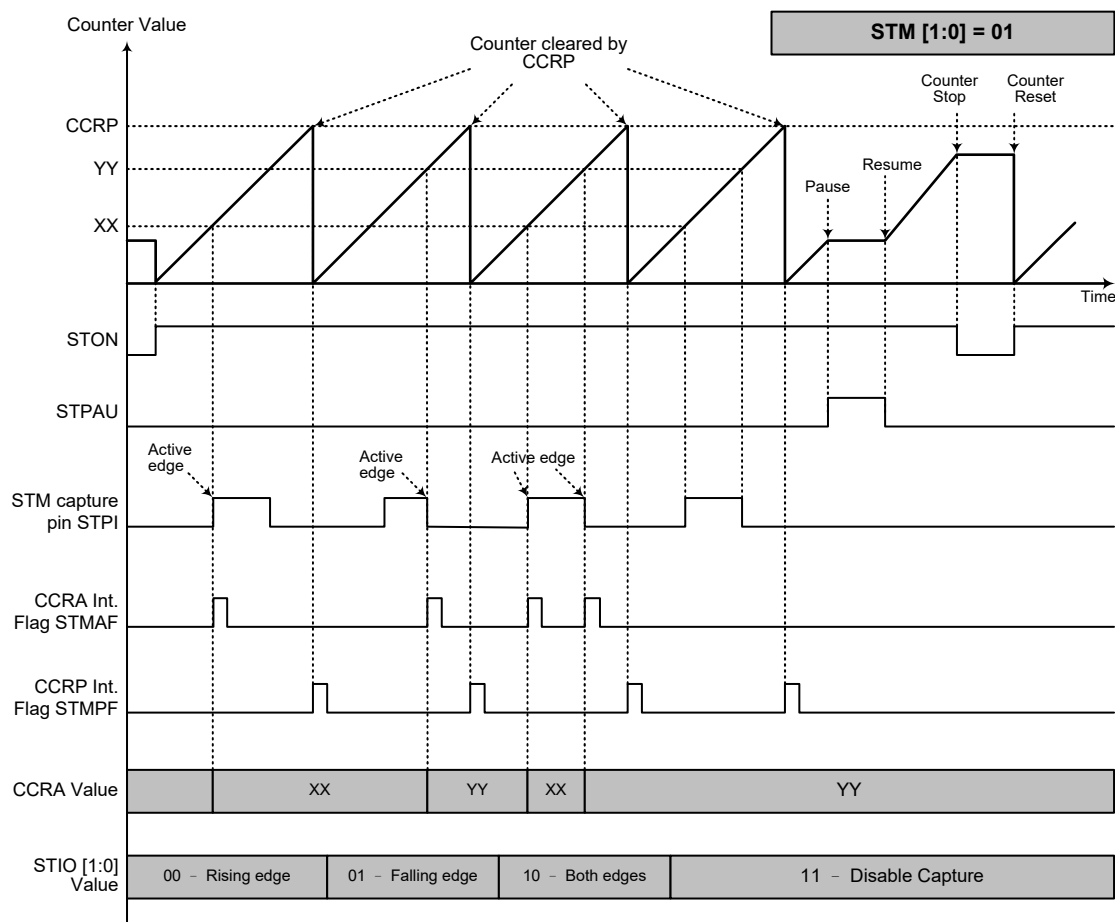 Counter Value
STM [1:0] = 01
Counter cleared by
CCRP
Counter
Stop
Counter
Reset
CCRP
YY
Resume
Pause
XX
Time
STON
STPAU
Active
edge
Active
edge
Active edge
STM capture
pin STPI
CCRA Int.
Flag STMAF
CCRP Int.
Flag STMPF
CCRA Value
XX
YY
XX
YY
STIO [1:0]
Value
00 – Rising edge
01 – Falling edge
10 – Both edges
11 – Disable Capture